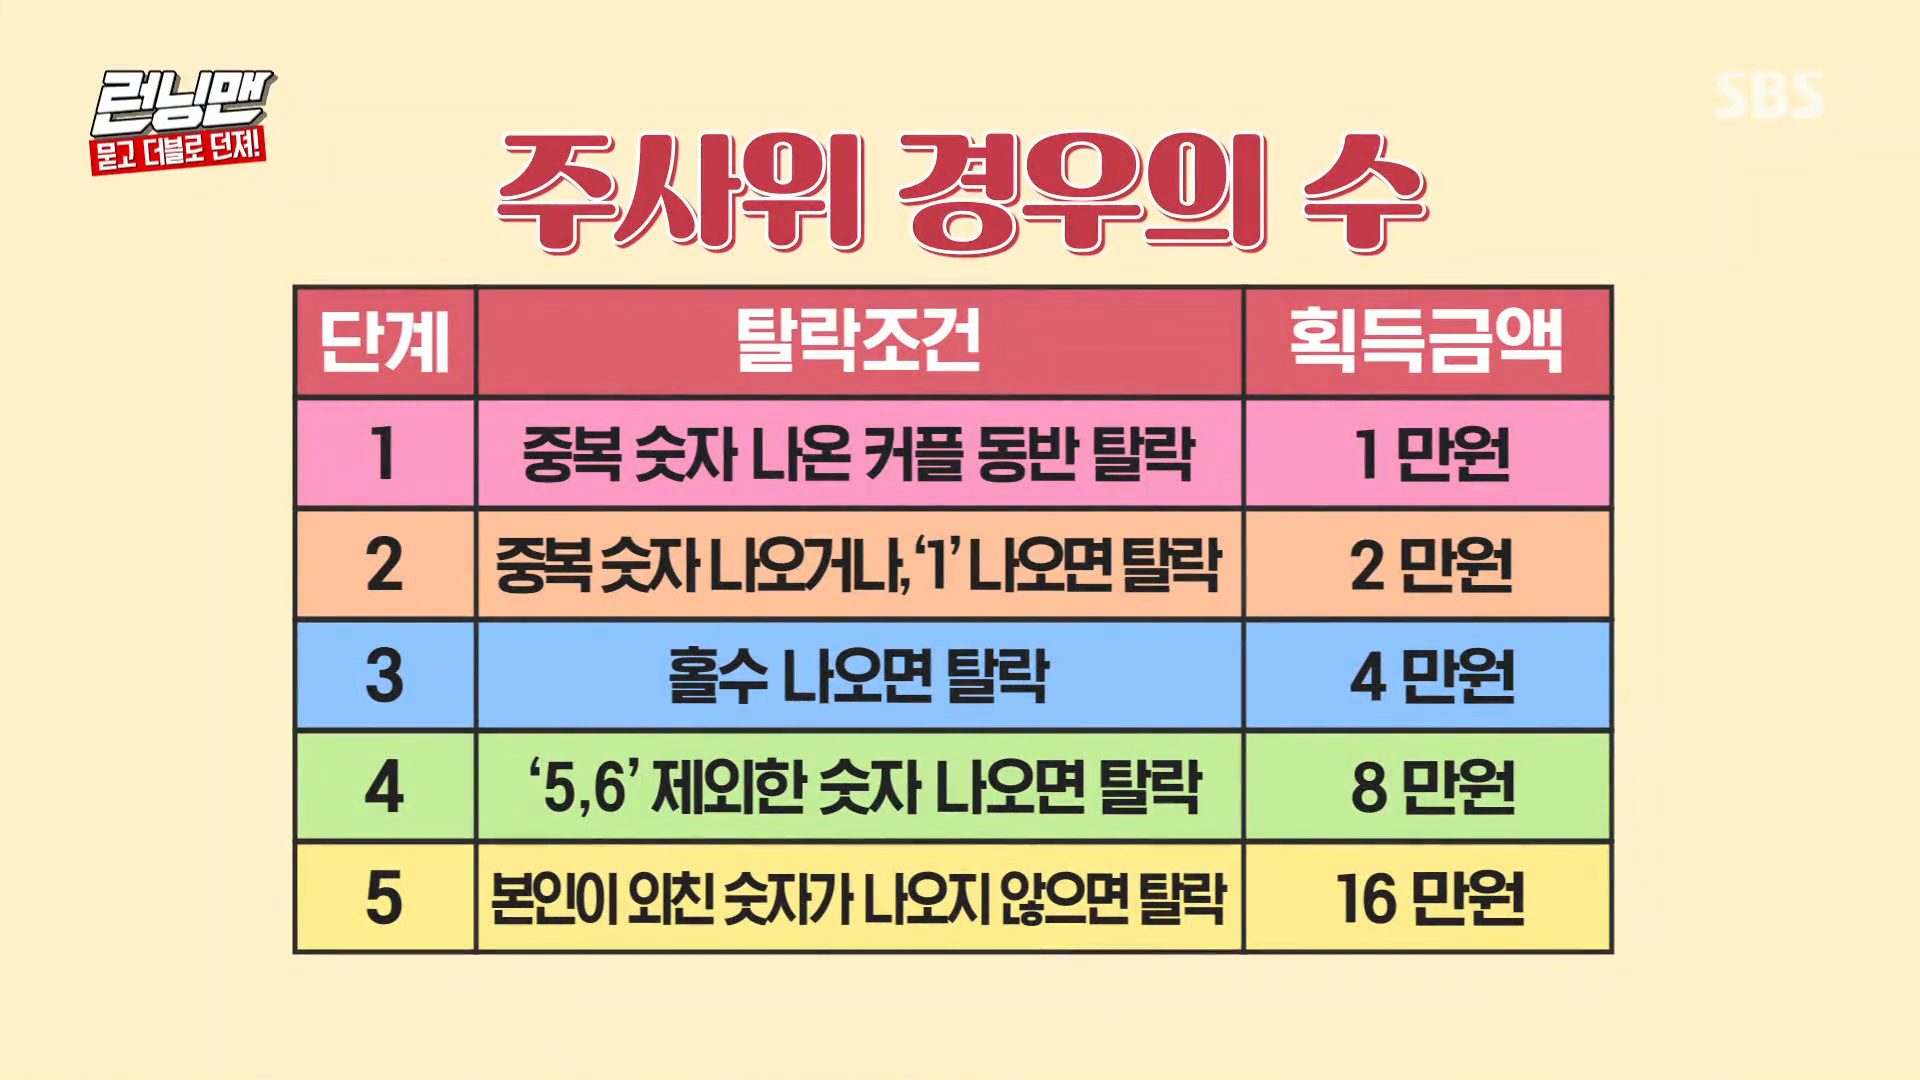 런닝맨
묻고 더블로 던져!
SBS
주사위 경우의 수
단계 탈락조건 획득금액
1 중복 숫자 나온 커플 동반 탈락 1 만원
2 중복 숫자 나오거나, '1' 나오면 탈락 2 만원
3 홀수 나오면 탈락 4 만원
4 '5,6' 제외한 숫자 나오면 탈락 8 만원
5 본인이 외친 숫자가 나오지 않으면 탈락 16 만원